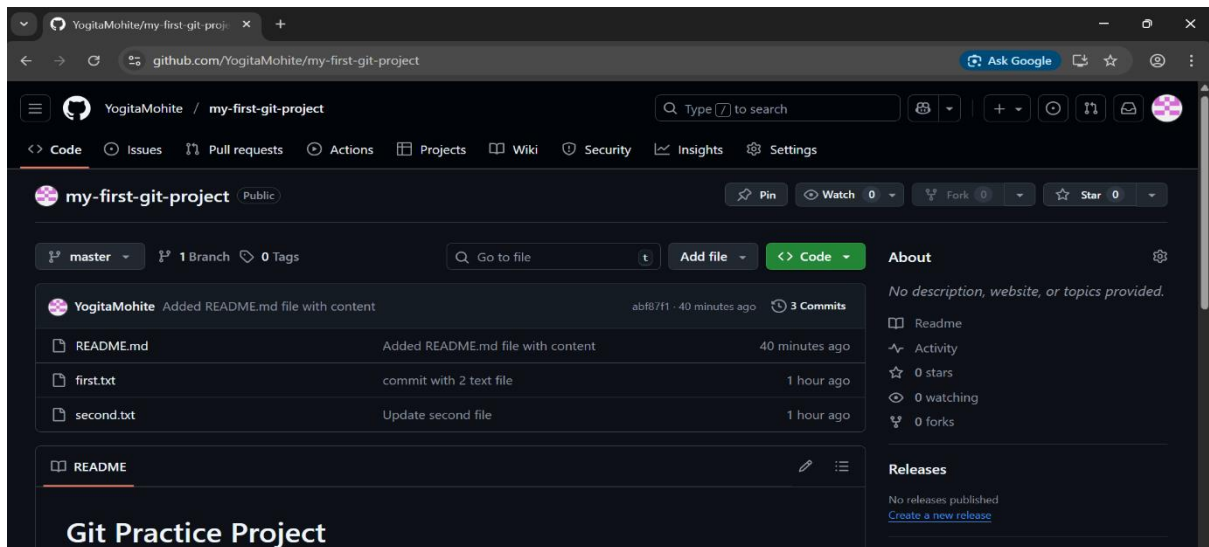 YogitaMohite/my-first-git-proje
github.com/YogitaMohite/my-first-git-project
Ask Google
YogitaMohite / my-first-git-project
Type / to search
Code Issues Pull requests Actions Projects Wiki Security Insights Settings
my-first-git-project Public
Pin Watch 0 Fork 0 Star 0
master 1 Branch 0 Tags Go to file t Add file Code
About
No description, website, or topics provided.
YogitaMohite Added README.md file with content abf87f1 · 40 minutes ago 3 Commits
README.md Added README.md file with content 40 minutes ago
first.txt commit with 2 text file 1 hour ago
second.txt Update second file 1 hour ago
Readme
Activity
0 stars
0 watching
0 forks
README
Git Practice Project
Releases
No releases published
Create a new release